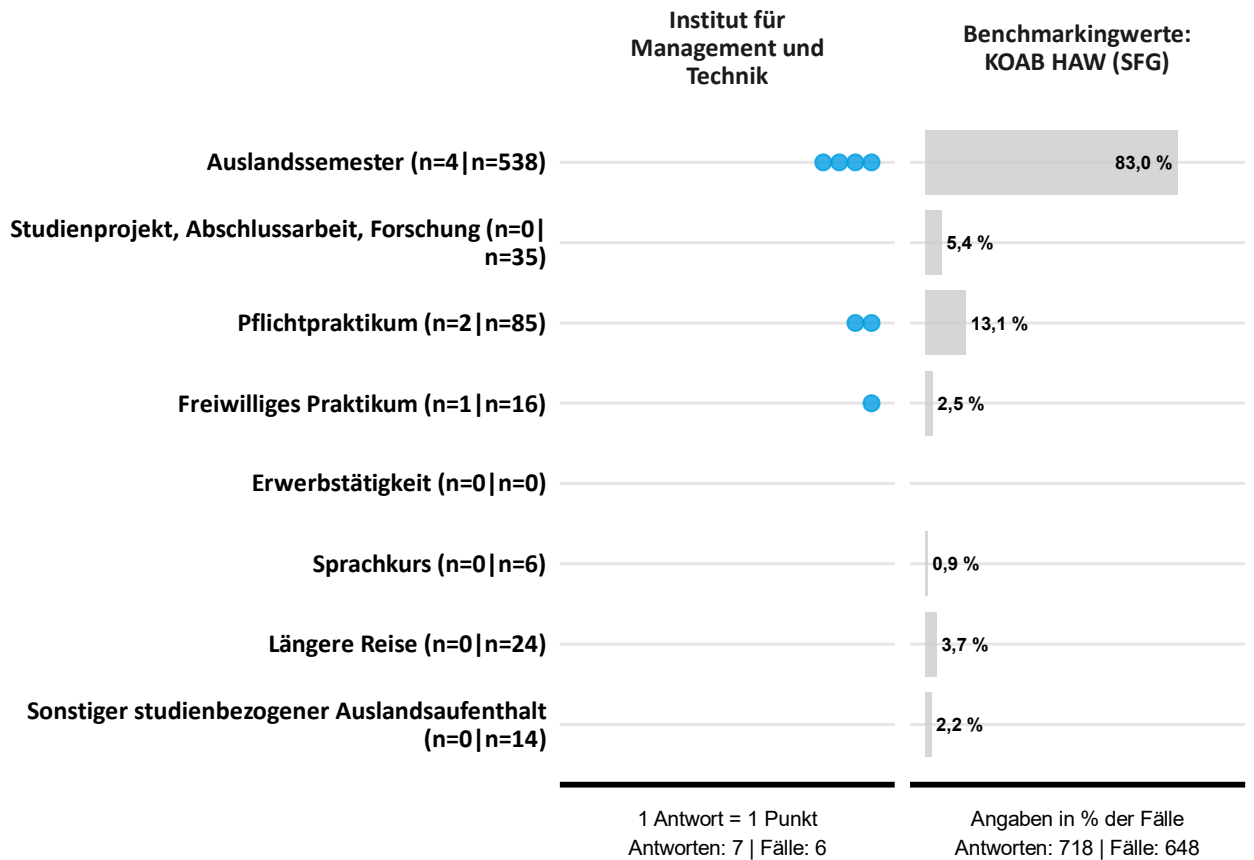 Institut für
Management und
Technik
Benchmarkingwerte:
KOAB HAW (SFG)
Auslandssemester (n=4|n=538)
83,0 %
Studienprojekt, Abschlussarbeit, Forschung (n=0|
n=35)
5,4 %
Pflichtpraktikum (n=2|n=85)
13,1 %
Freiwilliges Praktikum (n=1|n=16)
2,5 %
Erwerbstätigkeit (n=0|n=0)
Sprachkurs (n=0|n=6)
0,9 %
Längere Reise (n=0|n=24)
3,7 %
Sonstiger studienbezogener Auslandsaufenthalt
(n=0|n=14)
2,2 %
1 Antwort = 1 Punkt
Antworten: 7 | Fälle: 6
Angaben in % der Fälle
Antworten: 718 | Fälle: 648